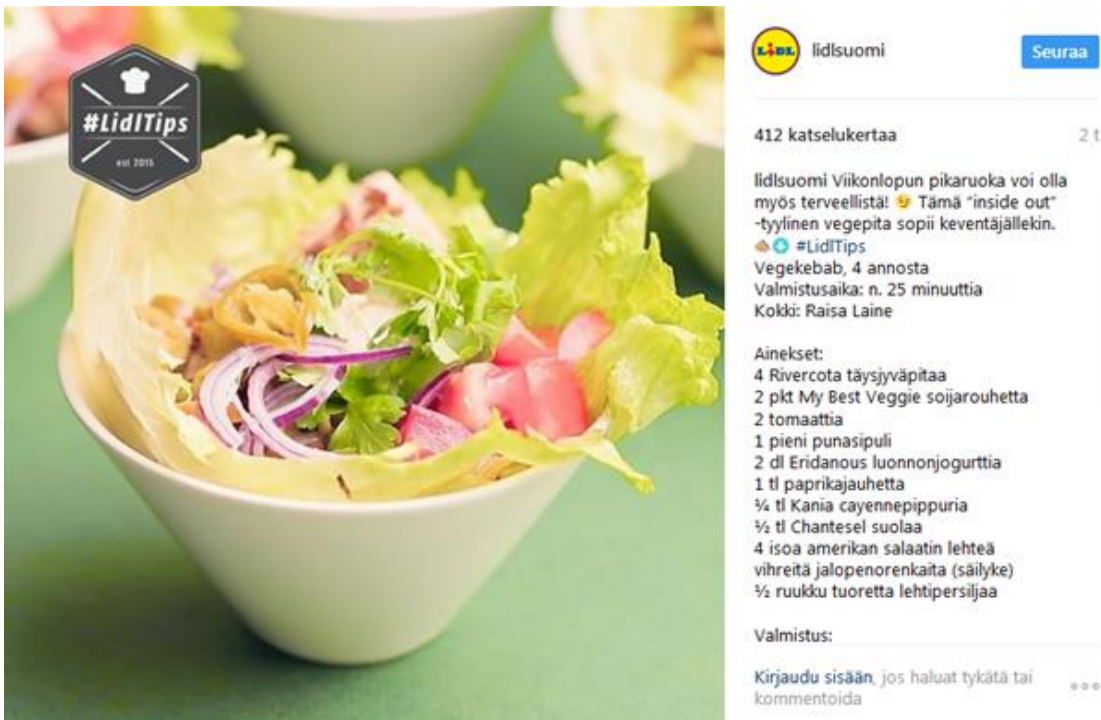 #LidlTips
est 2015
LiDL
lidlsuomi
Seuraa
412 katselukertaa
2 t
lidlsuomi Viikonlopun pikaruoka voi olla
myös terveellistä! 😉 Tämä "inside out"
-tyylinen vegepita sopii keventäjällekin.
#LidlTips
Vegekebab, 4 annosta
Valmistusaika: n. 25 minuuttia
Kokki: Raisa Laine
Ainekset:
4 Rivercota täysjyväpitaa
2 pkt My Best Veggie soijarouhetta
2 tomaattia
1 pieni punasipuli
2 dl Eridanous luonnonjogurttia
1 tl paprikajauhetta
¼ tl Kania cayennepippuria
½ tl Chantesel suolaa
4 isoa amerikan salaatin lehteä
vihreitä jalopenorenkaita (säilyke)
½ ruukku tuoretta lehtipersiljaa
Valmistus:
Kirjaudu sisään, jos haluat tykätä tai
kommentoida